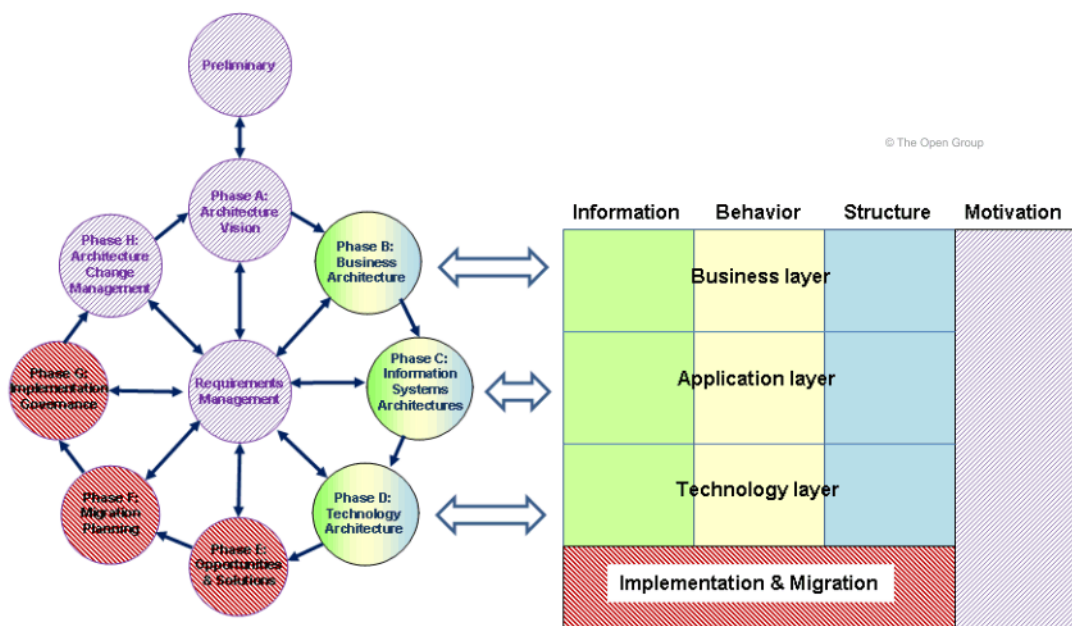 Preliminary
© The Open Group
Phase A:
Architecture
Vision
Phase H:
Architecture
Change
Management
Phase B:
Business
Architecture
Requirements
Management
Phase G:
Implementation
Governance
Phase C:
Information
Systems
Architectures
Phase F:
Migration
Planning
Phase D:
Technology
Architecture
Phase E:
Opportunities
& Solutions
Information Behavior Structure Motivation
Business layer
Application layer
Technology layer
Implementation & Migration